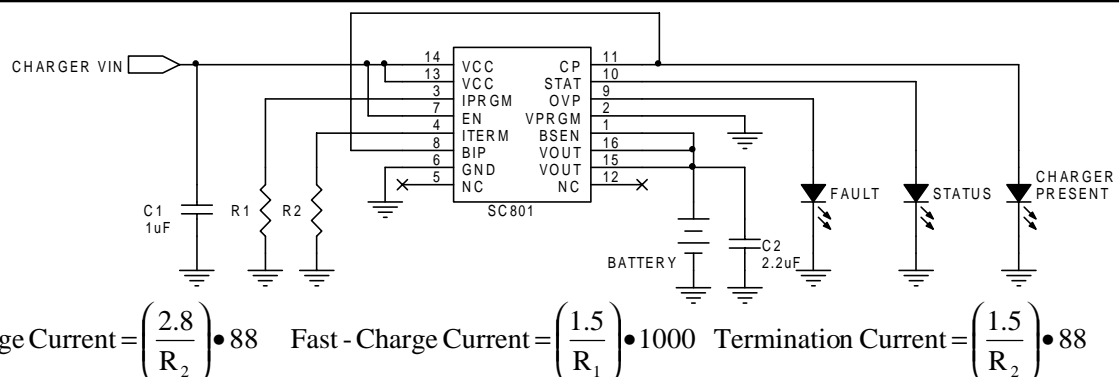 CHARGER VIN
C1
1uF
R1
R2
14 VCC
13 VCC
3 IPRGM
7 EN
4 ITERM
8 BIP
6 GND
5 NC
CP 11
STAT 10
OVP 9
VPRGM 2
BSEN 1
VOUT 16
VOUT 15
NC 12
SC801
BATTERY
C2
2.2uF
FAULT
STATUS
CHARGER
PRESENT
ge Current = (2.8 / R2) • 88 Fast - Charge Current = (1.5 / R1) • 1000 Termination Current = (1.5 / R2) • 88